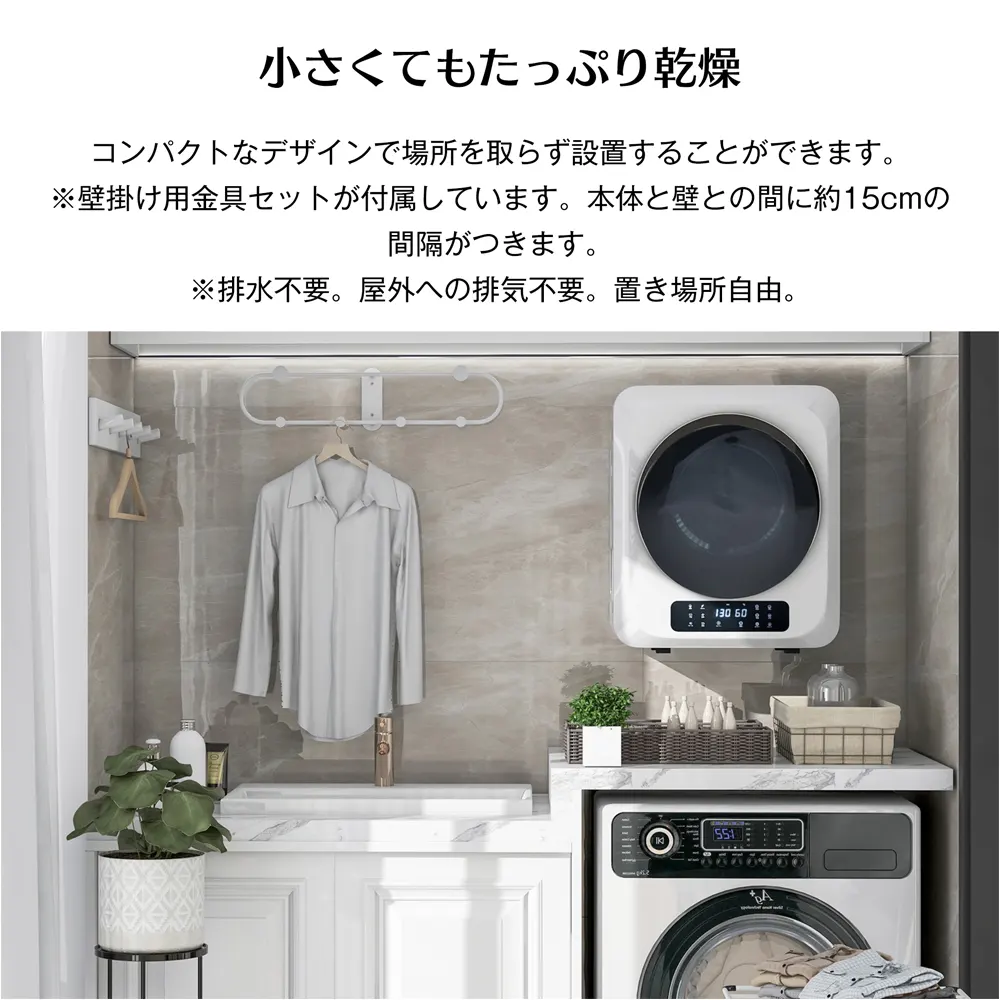 小さくてもたっぷり乾燥
コンパクトなデザインで場所を取らず設置することができます。
※壁掛け用金具セットが付属しています。本体と壁との間に約15cmの
間隔がつきます。
※排水不要。屋外への排気不要。置き場所自由。
130 60